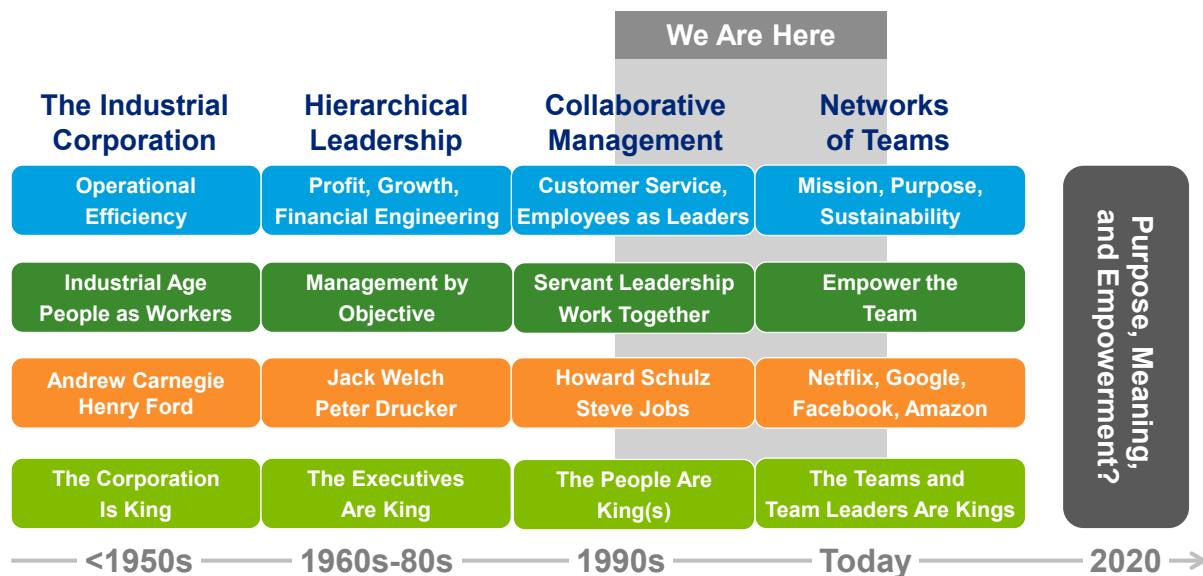 We Are Here
The Industrial
Corporation
Hierarchical
Leadership
Collaborative
Management
Networks
of Teams
Operational
Efficiency
Profit, Growth,
Financial Engineering
Customer Service,
Employees as Leaders
Mission, Purpose,
Sustainability
Industrial Age
People as Workers
Management by
Objective
Servant Leadership
Work Together
Empower the
Team
Andrew Carnegie
Henry Ford
Jack Welch
Peter Drucker
Howard Schulz
Steve Jobs
Netflix, Google,
Facebook, Amazon
The Corporation
Is King
The Executives
Are King
The People Are
King(s)
The Teams and
Team Leaders Are Kings
Purpose, Meaning,
and Empowerment?
<1950s
1960s-80s
1990s
Today
2020